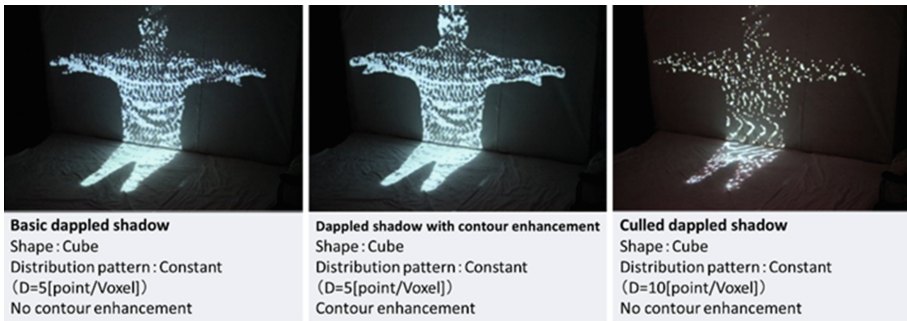 Basic dappled shadow
Shape : Cube
Distribution pattern : Constant
（D=5[point/Voxel]）
No contour enhancement
Dappled shadow with contour enhancement
Shape : Cube
Distribution pattern : Constant
（D=5[point/Voxel]）
Contour enhancement
Culled dappled shadow
Shape : Cube
Distribution pattern : Constant
（D=10[point/Voxel]）
No contour enhancement